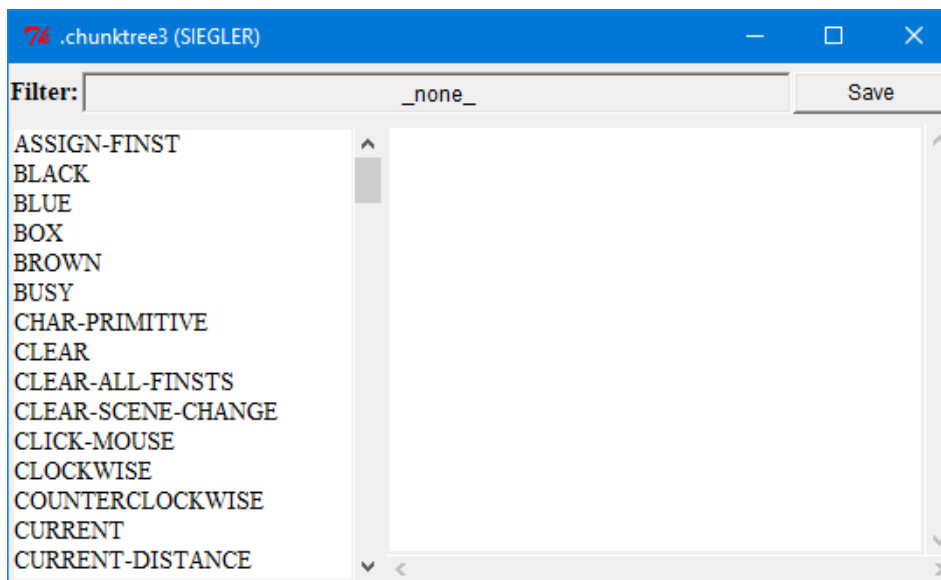 .chunktree3 (SIEGLER)
Filter: _none_ Save
ASSIGN-FINST
BLACK
BLUE
BOX
BROWN
BUSY
CHAR-PRIMITIVE
CLEAR
CLEAR-ALL-FINSTS
CLEAR-SCENE-CHANGE
CLICK-MOUSE
CLOCKWISE
COUNTERCLOCKWISE
CURRENT
CURRENT-DISTANCE